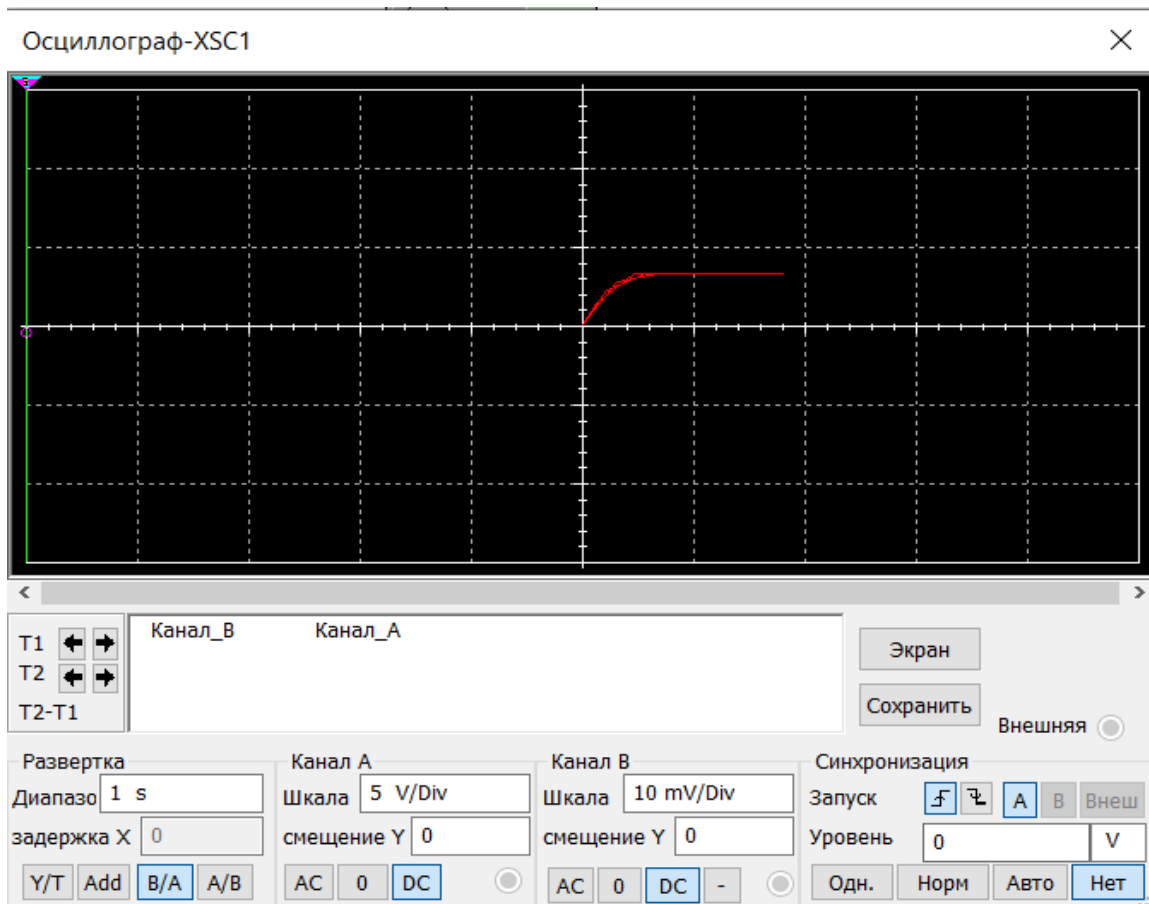 Осциллограф-XSC1
T1
T2
T2-T1
Канал_B Канал_A
Экран
Сохранить
Внешняя
Развертка
Диапазо 1 s
задержка X 0
Y/T Add B/A A/B
Канал A
Шкала 5 V/Div
смещение Y 0
AC 0 DC
Канал B
Шкала 10 mV/Div
смещение Y 0
AC 0 DC -
Синхронизация
Запуск A B Внеш
Уровень 0 V
Одн. Норм Авто Нет